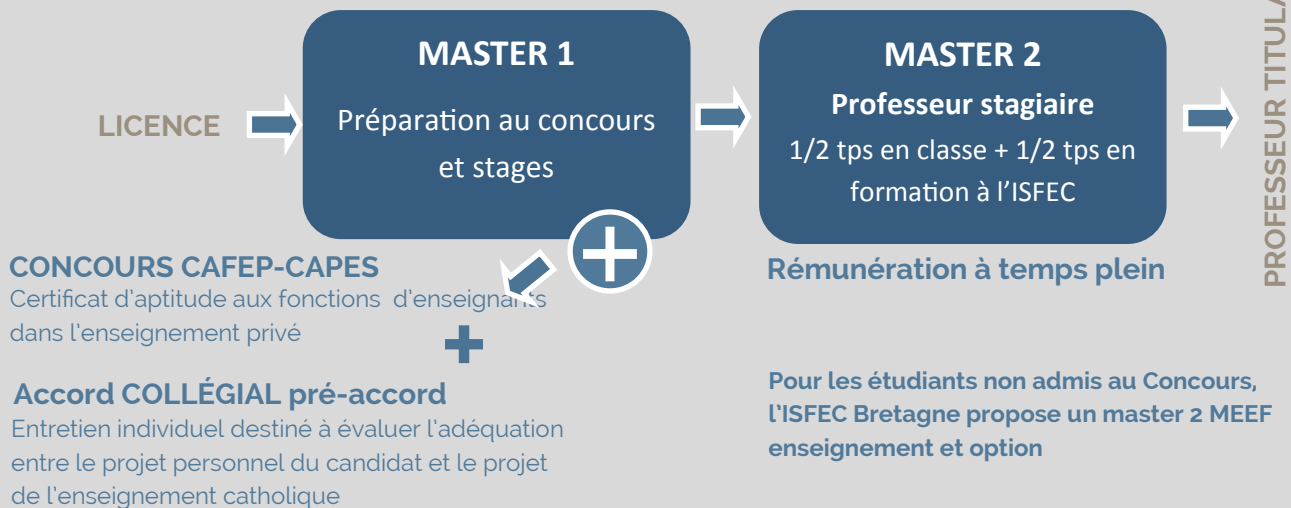 LICENCE
MASTER 1
Préparation au concours
et stages
MASTER 2
Professeur stagiaire
1/2 tps en classe + 1/2 tps en
formation à l’ISFEC
PROFESSEUR
CONCOURS CAFEP-CAPES
Certificat d’aptitude aux fonctions d’enseignants
dans l’enseignement privé
+
Accord COLLÉGIAL pré-accord
Entretien individuel destiné à évaluer l’adéquation
entre le projet personnel du candidat et le projet
de l’enseignement catholique
Rémunération à temps plein
Pour les étudiants non admis au Concours,
l’ISFEC Bretagne propose un master 2 MEEF
enseignement et option